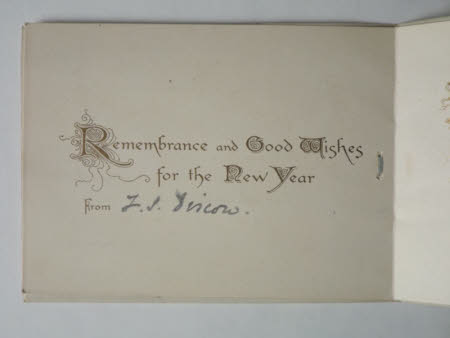 Remembrance and Good Wishes
for the New Year
From